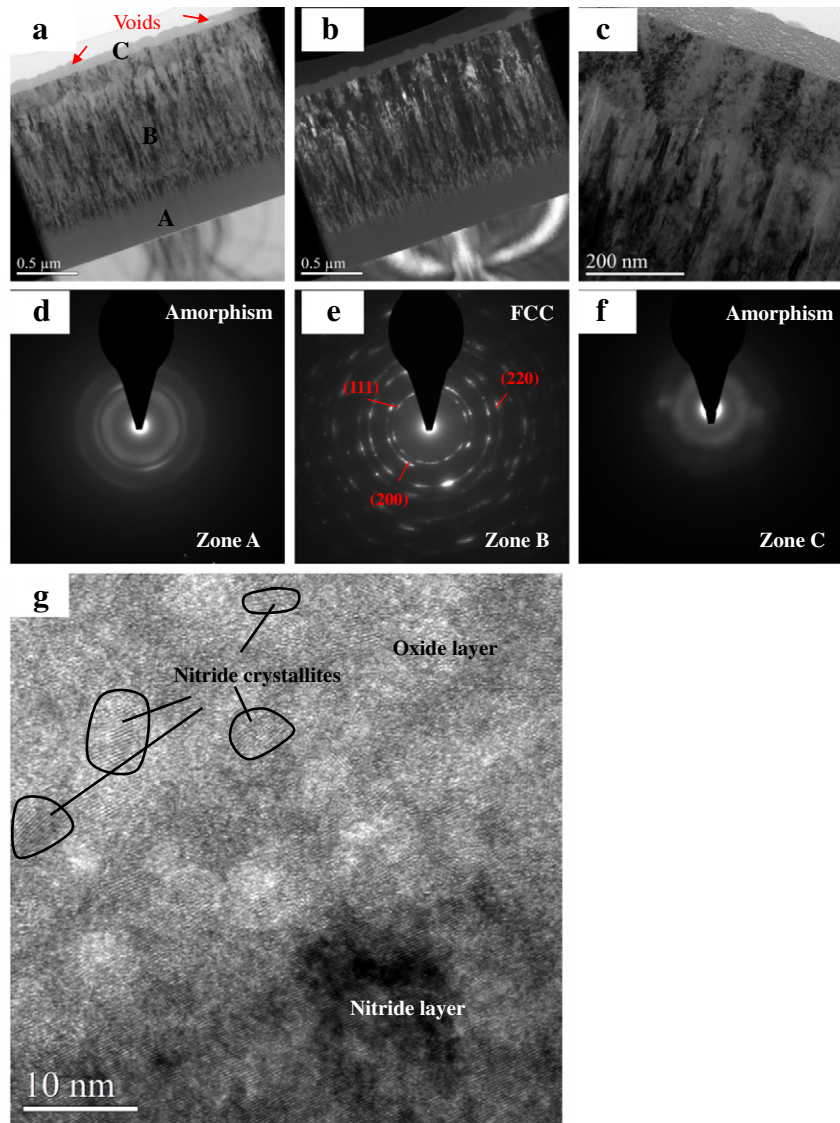 a
Voids
C
B
A
0.5 µm
b
0.5 µm
c
200 nm
d
Amorphism
Zone A
e
FCC
(111)
(220)
(200)
Zone B
f
Amorphism
Zone C
g
Oxide layer
Nitride crystallites
Nitride layer
10 nm